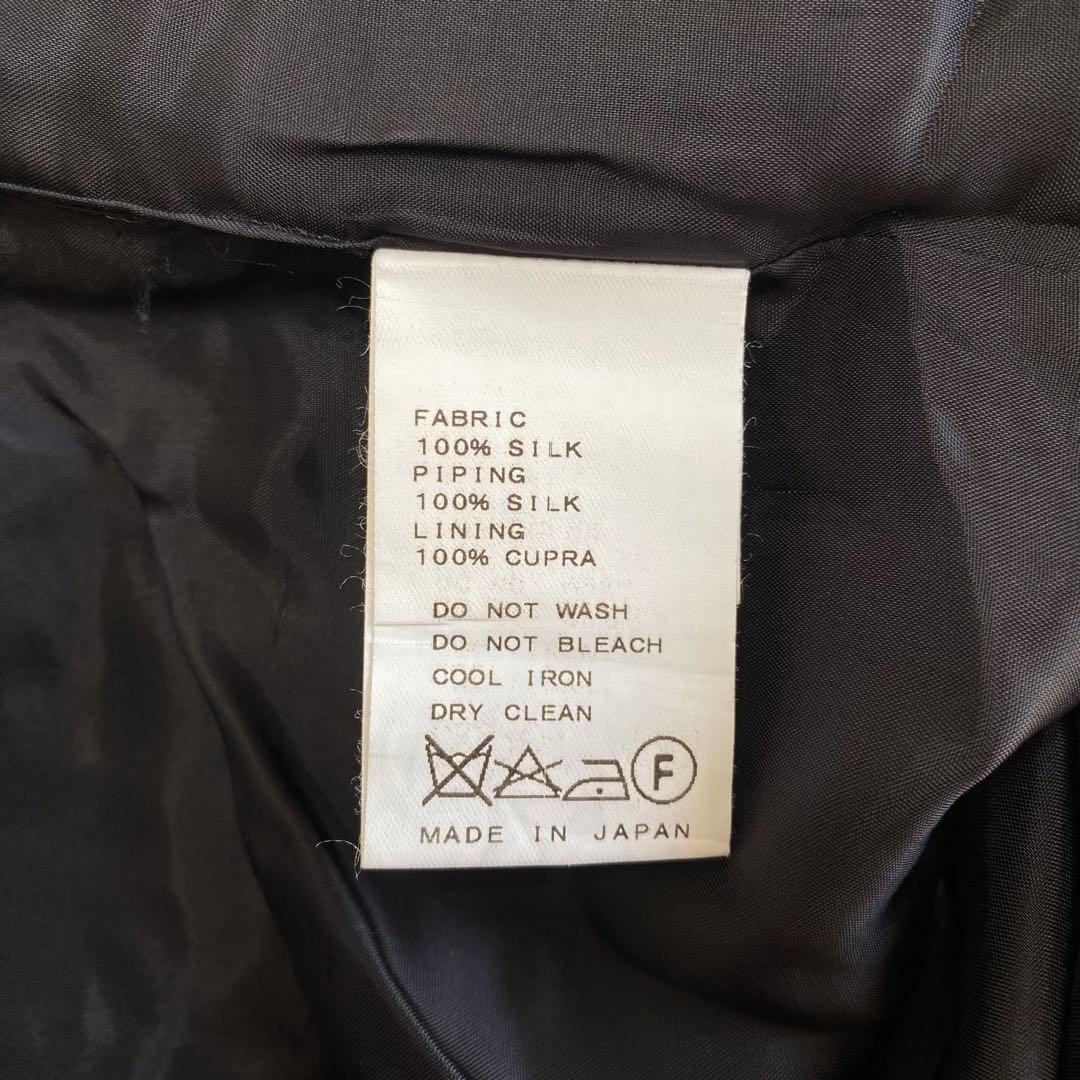 FABRIC
100% SILK
PIPING
100% SILK
LINING
100% CUPRA
DO NOT WASH
DO NOT BLEACH
COOL IRON
DRY CLEAN
F
MADE IN JAPAN